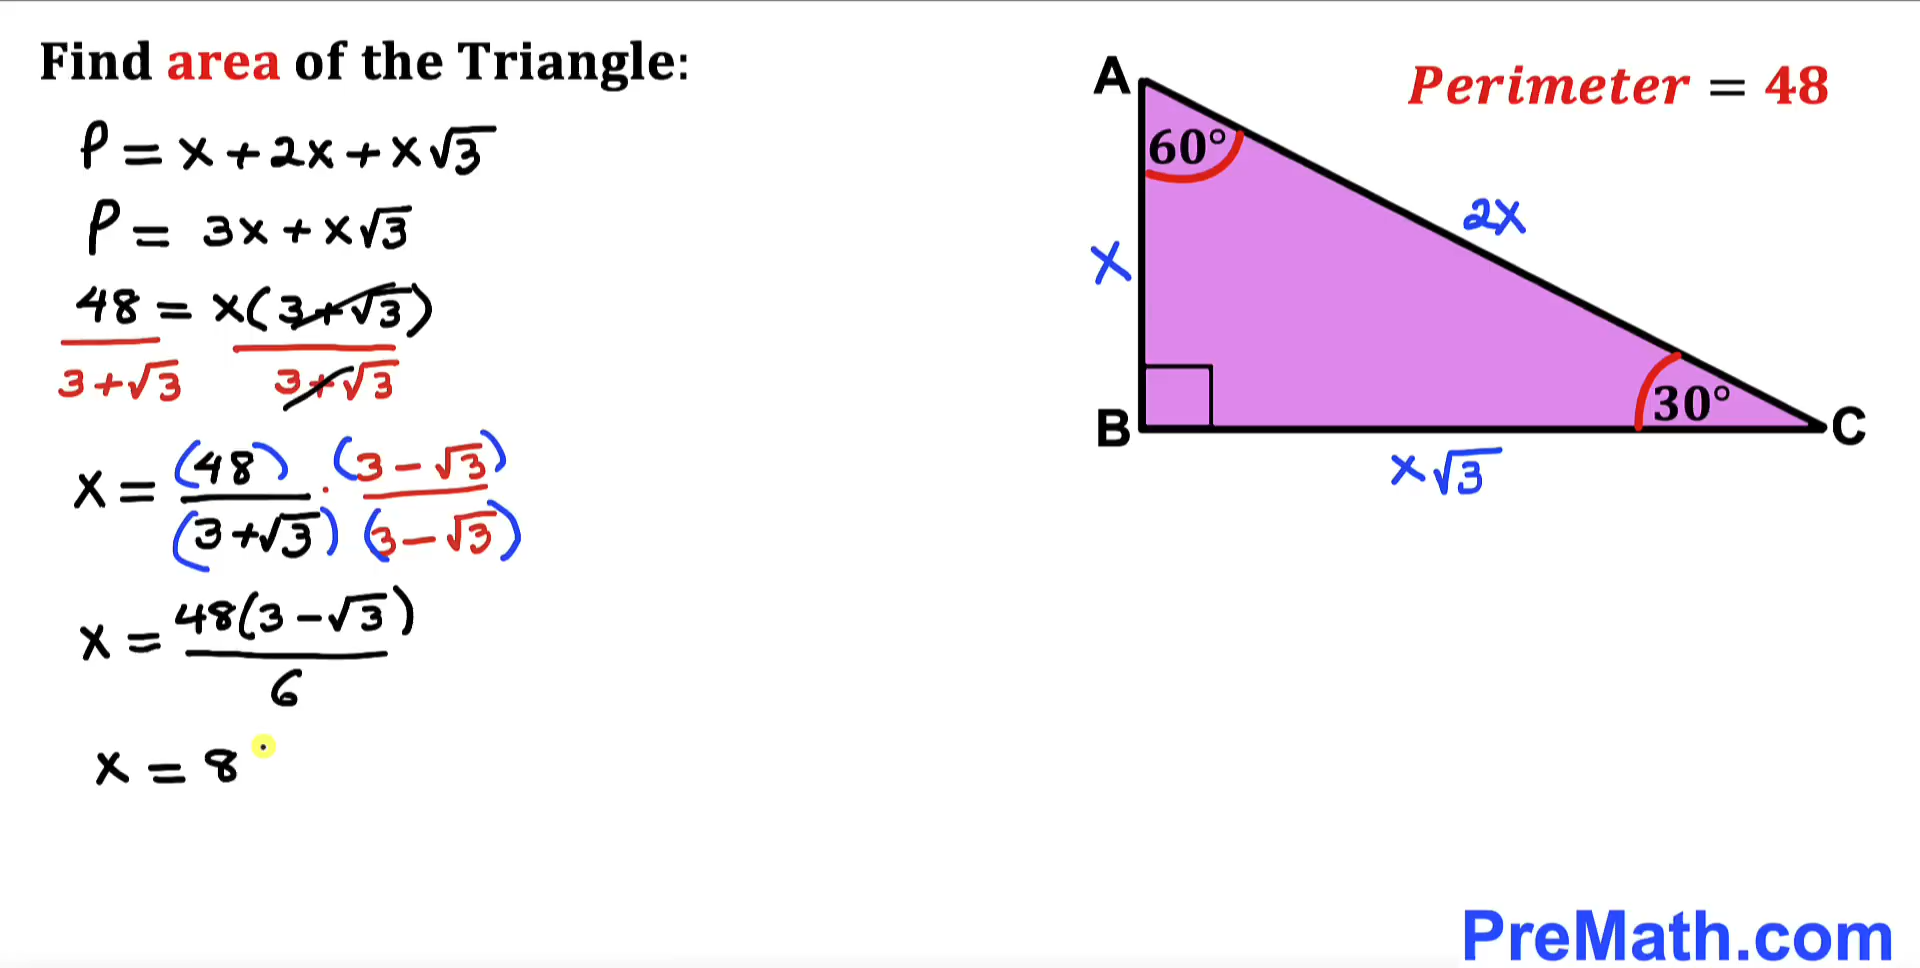 Find area of the Triangle:
P = x + 2x + x√3
P = 3x + x√3
48 = x(3+√3)
3+√3 3+√3
x = (48) . (3-√3)
(3+√3) (3-√3)
x = 48(3-√3)
6
x = 8
Perimeter = 48
A
60°
2x
x
30°
B
C
x√3
PreMath.com